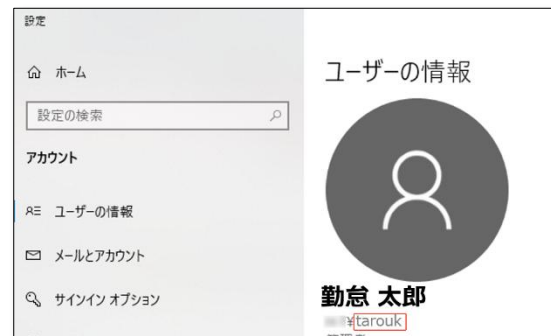 設定
ホーム
設定の検索
アカウント
ユーザーの情報
メールとアカウント
サインイン オプション
ユーザーの情報
勤怠 太郎
¥tarouk